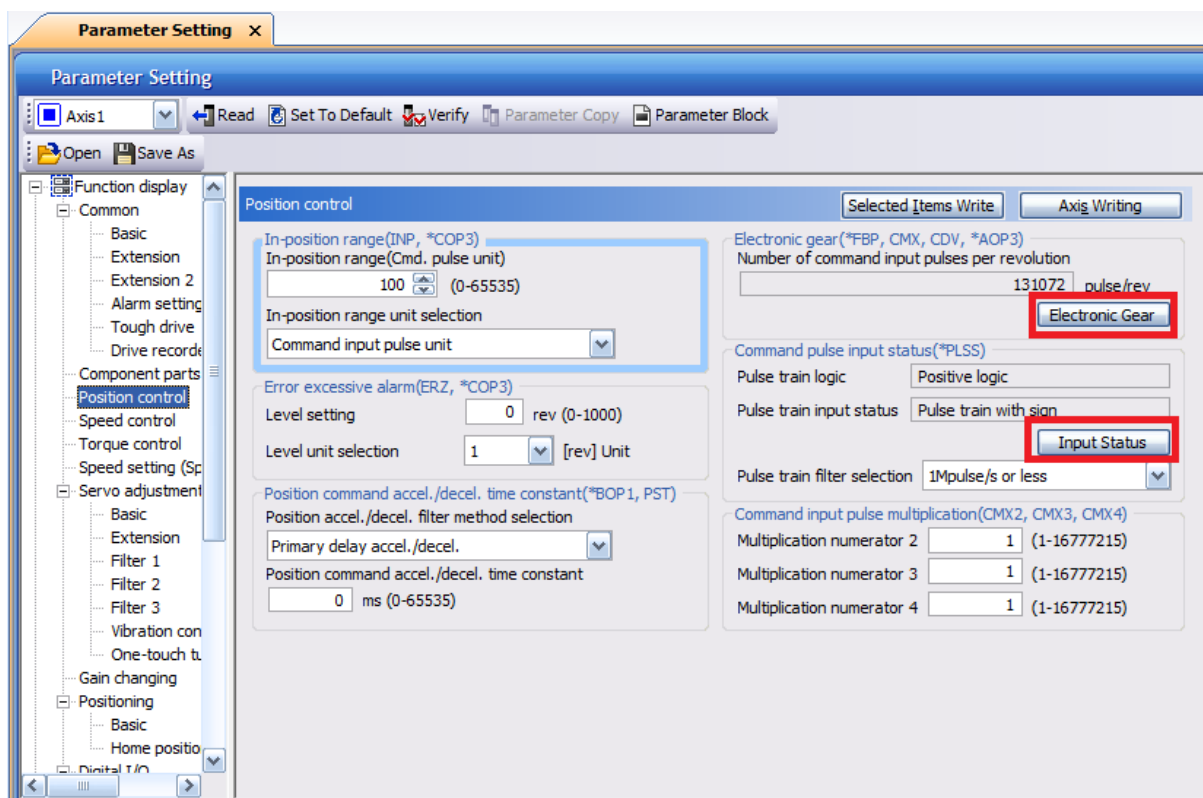 Parameter Setting x
Parameter Setting
Axis1 Read Set To Default Verify Parameter Copy Parameter Block
Open Save As
Function display
Common
Basic
Extension
Extension 2
Alarm setting
Tough drive
Drive recorde
Component parts
Position control
Speed control
Torque control
Speed setting (Sp
Servo adjustment
Basic
Extension
Filter 1
Filter 2
Filter 3
Vibration con
One-touch tu
Gain changing
Positioning
Basic
Home positio
Digital I/O
Position control
Selected Items Write Axis Writing
In-position range(INP, *COP3)
In-position range(Cmd. pulse unit)
100 (0-65535)
In-position range unit selection
Command input pulse unit
Error excessive alarm(ERZ, *COP3)
Level setting 0 rev (0-1000)
Level unit selection 1 [rev] Unit
Position command accel./decel. time constant(*BOP1, PST)
Position accel./decel. filter method selection
Primary delay accel./decel.
Position command accel./decel. time constant
0 ms (0-65535)
Electronic gear(*FBP, CMX, CDV, *AOP3)
Number of command input pulses per revolution
131072 pulse/rev
Electronic Gear
Command pulse input status(*PLSS)
Pulse train logic Positive logic
Pulse train input status Pulse train with sign
Input Status
Pulse train filter selection 1Mpulse/s or less
Command input pulse multiplication(CMX2, CMX3, CMX4)
Multiplication numerator 2 1 (1-16777215)
Multiplication numerator 3 1 (1-16777215)
Multiplication numerator 4 1 (1-16777215)